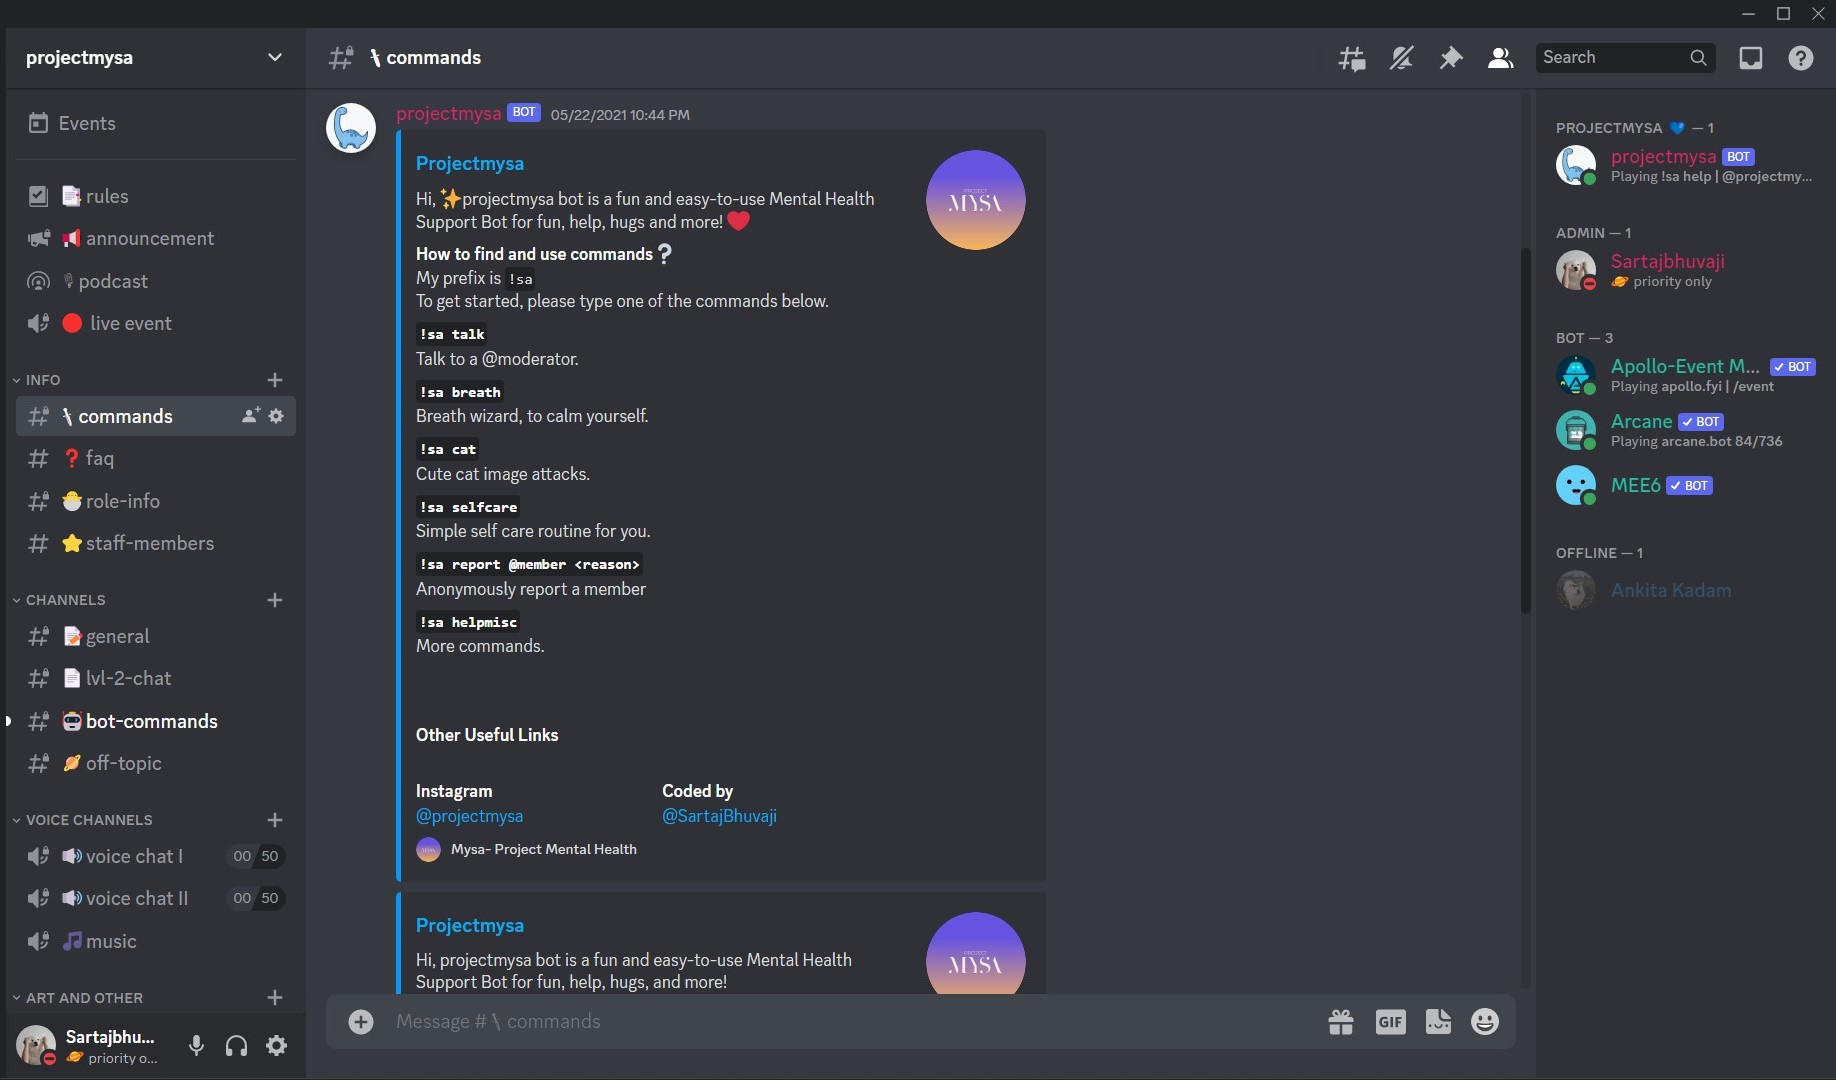 projectmysa
Events
rules
announcement
podcast
live event
INFO
commands
faq
role-info
staff-members
CHANNELS
general
lvl-2-chat
bot-commands
off-topic
VOICE CHANNELS
voice chat I 00 50
voice chat II 00 50
music
ART AND OTHER
Sartajbhu...
priority o...
commands
Search
projectmysa BOT 05/22/2021 10:44 PM
Projectmysa
Hi, ✨projectmysa bot is a fun and easy-to-use Mental Health
Support Bot for fun, help, hugs and more! ❤️
How to find and use commands ❔
My prefix is !sa
To get started, please type one of the commands below.
!sa talk
Talk to a @moderator.
!sa breath
Breath wizard, to calm yourself.
!sa cat
Cute cat image attacks.
!sa selfcare
Simple self care routine for you.
!sa report @member <reason>
Anonymously report a member
!sa helpmisc
More commands.
Other Useful Links
Instagram Coded by
@projectmysa @SartajBhuvaji
Mysa- Project Mental Health
PROJECT
MYSA
Projectmysa
Hi, projectmysa bot is a fun and easy-to-use Mental Health
Support Bot for fun, help, hugs, and more!
PROJECT
MYSA
Message # commands
GIF
PROJECTMYSA 💙 — 1
projectmysa BOT
Playing !sa help | @projectmy...
ADMIN — 1
Sartajbhuvaji
priority only
BOT — 3
Apollo-Event M... ✓ BOT
Playing apollo.fyi | /event
Arcane ✓ BOT
Playing arcane.bot 84/736
MEE6 ✓ BOT
OFFLINE — 1
Ankita Kadam